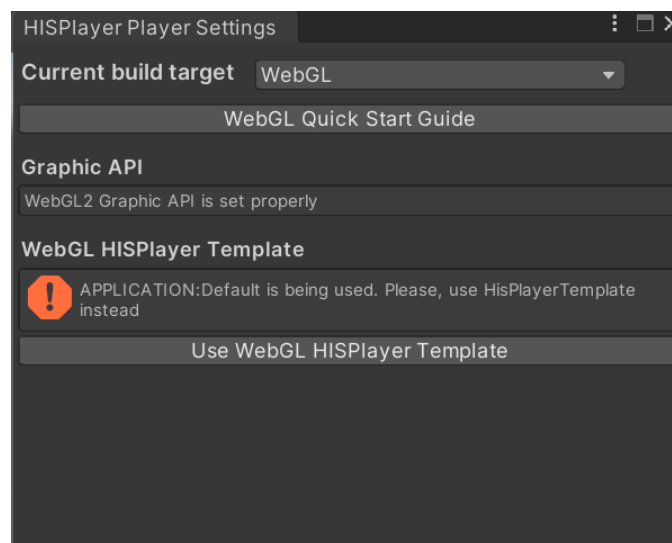 HISPlayer Player Settings
Current build target WebGL
WebGL Quick Start Guide
Graphic API
WebGL2 Graphic API is set properly
WebGL HISPlayer Template
APPLICATION:Default is being used. Please, use HisPlayerTemplate
instead
Use WebGL HISPlayer Template